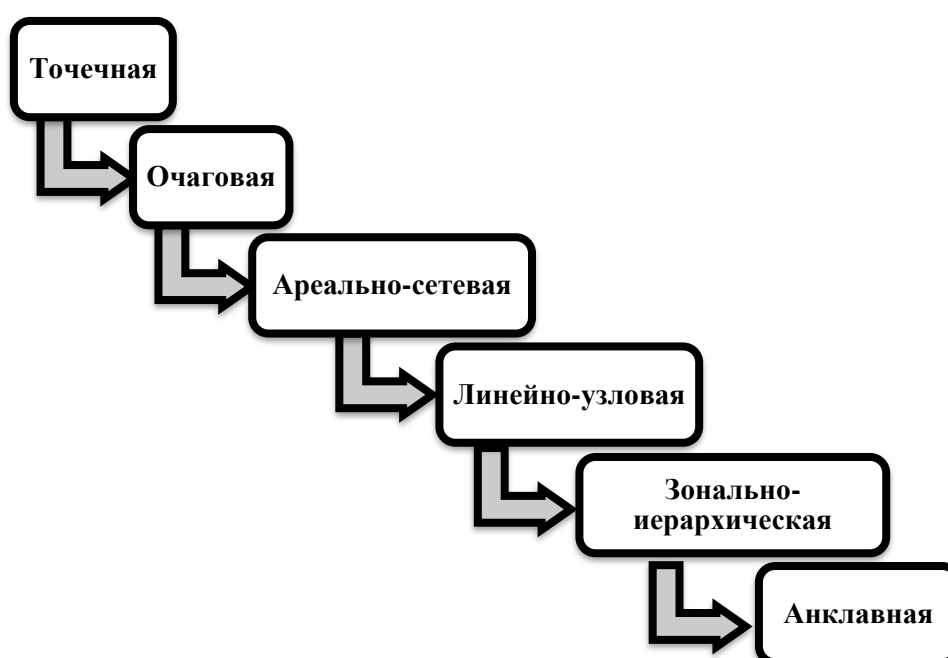 Точечная
Очаговая
Ареально-сетевая
Линейно-узловая
Зонально-
иерархическая
Анклавная